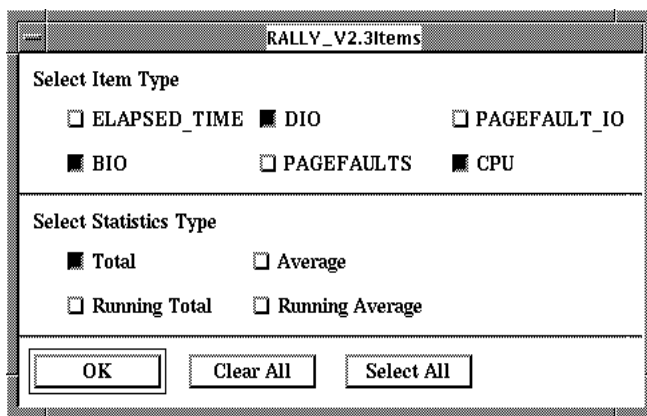 RALLY_V2.3Items
Select Item Type
ELAPSED_TIME DIO PAGEFAULT_IO
BIO PAGEFAULTS CPU
Select Statistics Type
Total Average
Running Total Running Average
OK Clear All Select All